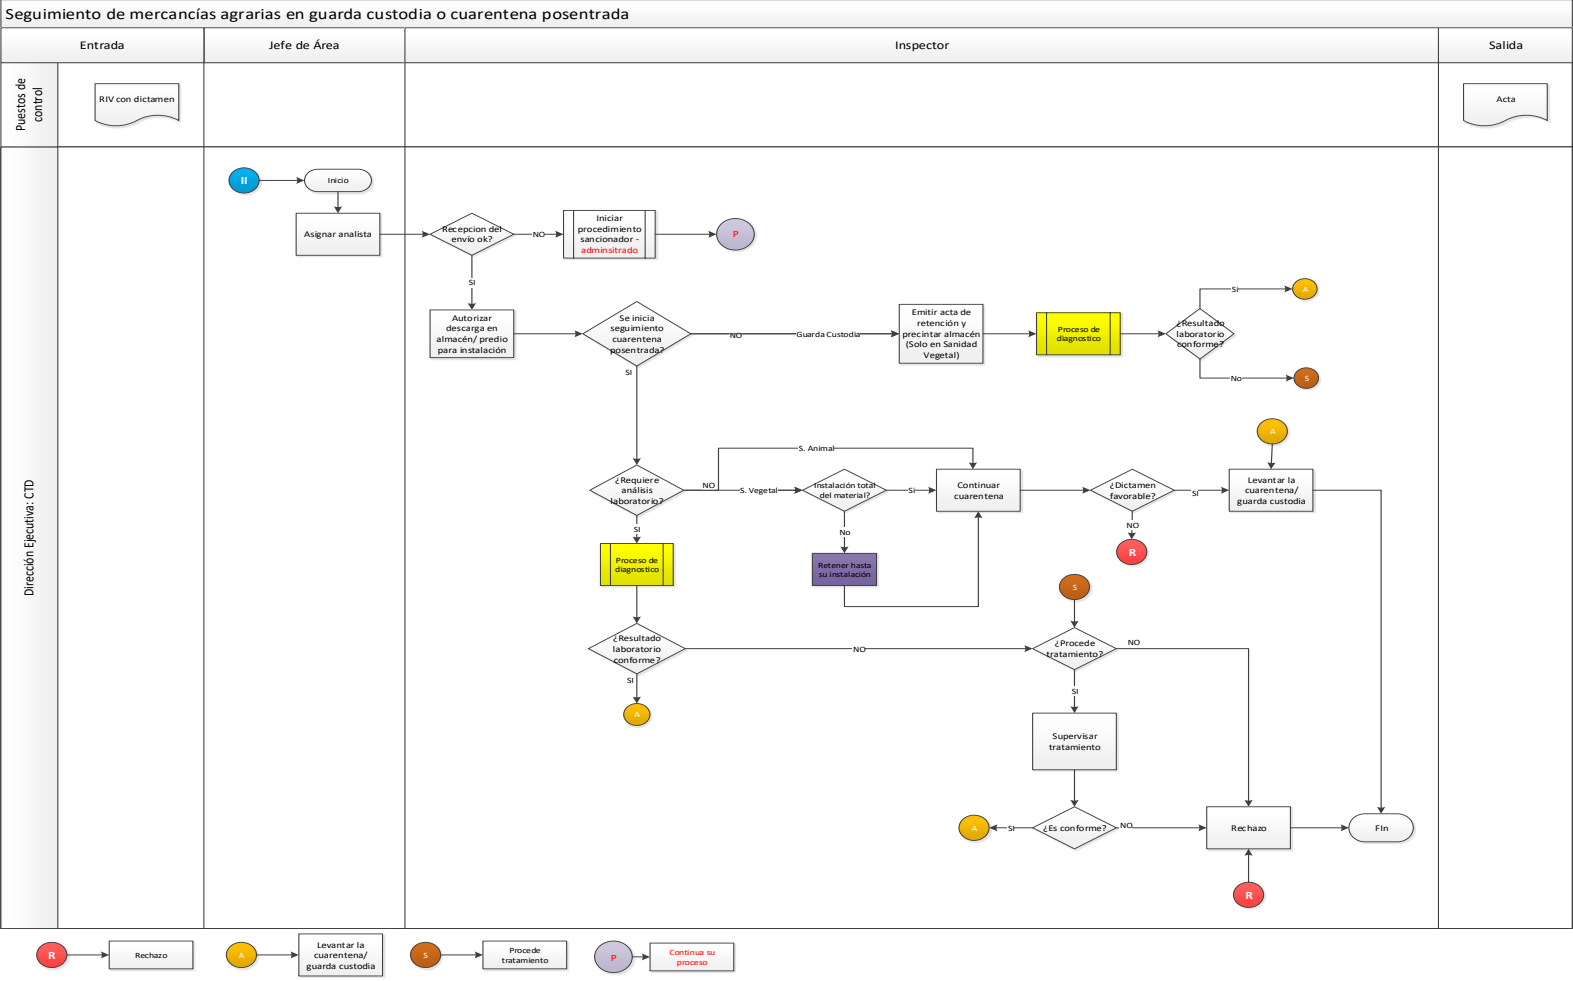 Seguimiento de mercancías agrarias en guarda custodia o cuarentena posentrada
Entrada
Jefe de Área
Inspector
Salida
Puestos de
control
RIV con dictamen
Acta
Dirección Ejecutiva: CTD
II
Inicio
Asignar analista
Recepcion del
envío ok?
NO
Iniciar
procedimiento
sancionador -
adminsitrado
P
SI
Autorizar
descarga en
almacén/ predio
para instalación
Se inicia
seguimiento
cuarentena
posentrada?
NO
Guarda Custodia
Emitir acta de
retención y
precintar almacén
(Solo en Sanidad
Vegetal)
Proceso de
diagnostico
¿Resultado
laboratorio
conforme?
Si
A
No
S
SI
¿Requiere
análisis
laboratorio?
NO
S. Animal
S. Vegetal
Instalación total
del material?
Si
Continuar
cuarentena
¿Dictamen
favorable?
SI
A
Levantar la
cuarentena/
guarda custodia
NO
R
No
Retener hasta
su instalación
SI
Proceso de
diagnostico
¿Resultado
laboratorio
conforme?
NO
SI
A
S
¿Procede
tratamiento?
NO
SI
Supervisar
tratamiento
¿Es conforme?
SI
A
NO
Rechazo
FIn
R
R
Rechazo
A
Levantar la
cuarentena/
guarda custodia
S
Procede
tratamiento
P
Continua su
proceso